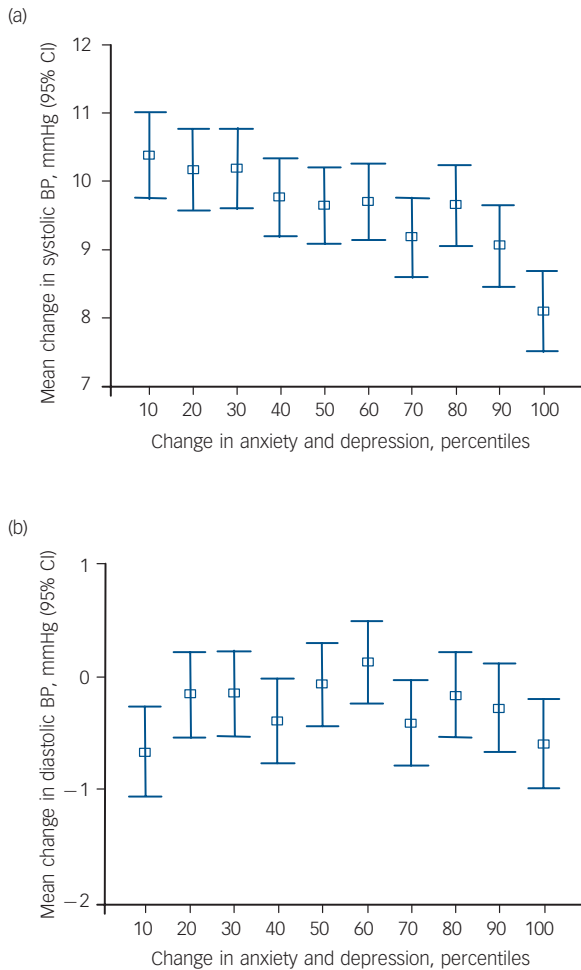 (a)
Mean change in systolic BP, mmHg (95% CI)
12
11
10
9
8
7
10 20 30 40 50 60 70 80 90 100
Change in anxiety and depression, percentiles
(b)
Mean change in diastolic BP, mmHg (95% CI)
1
0
−1
−2
10 20 30 40 50 60 70 80 90 100
Change in anxiety and depression, percentiles